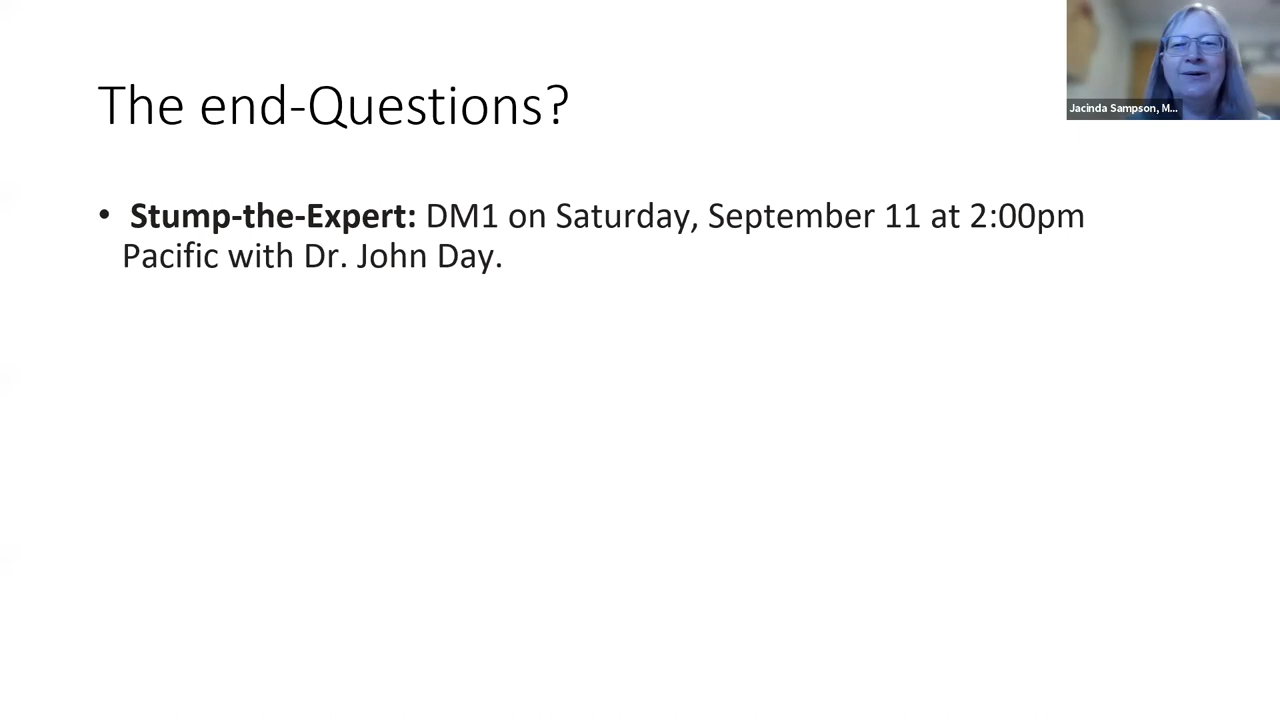 The end-Questions?
• Stump-the-Expert: DM1 on Saturday, September 11 at 2:00pm
Pacific with Dr. John Day.
Jacinda Sampson, M...